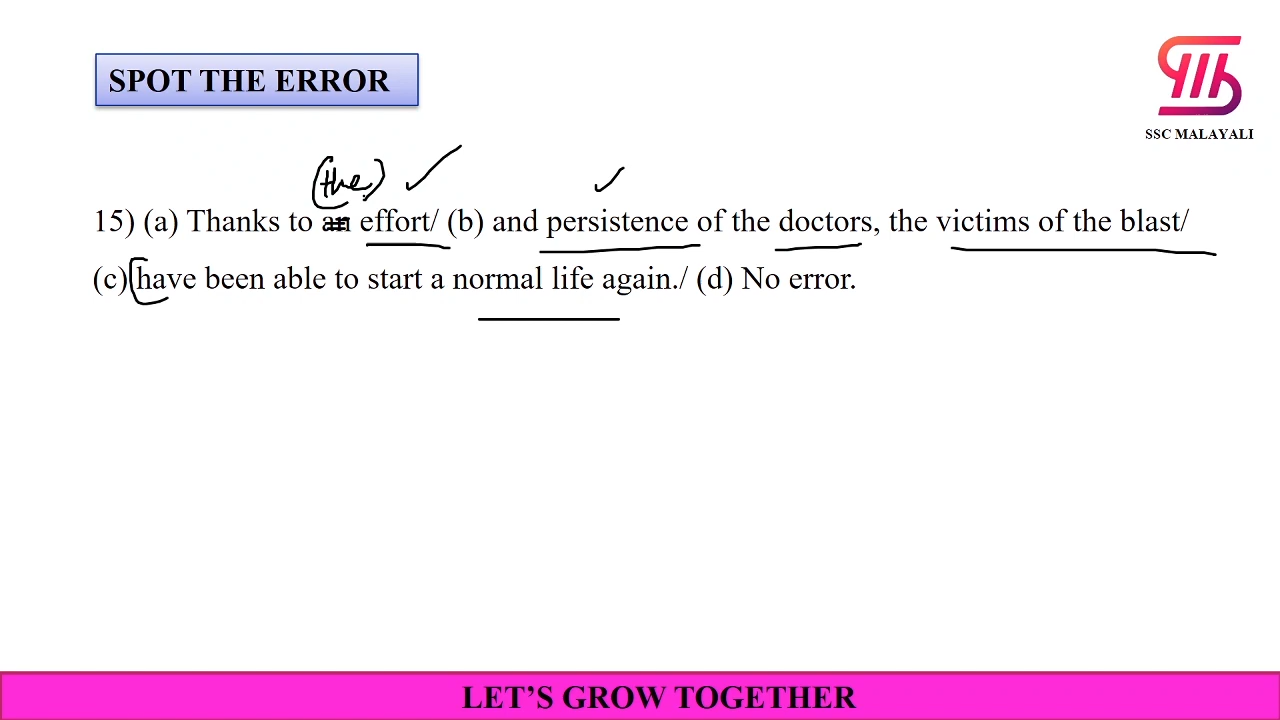 SPOT THE ERROR
SSC MALAYALI
(the)
15) (a) Thanks to an effort/ (b) and persistence of the doctors, the victims of the blast/
(c) have been able to start a normal life again./ (d) No error.
LET’S GROW TOGETHER